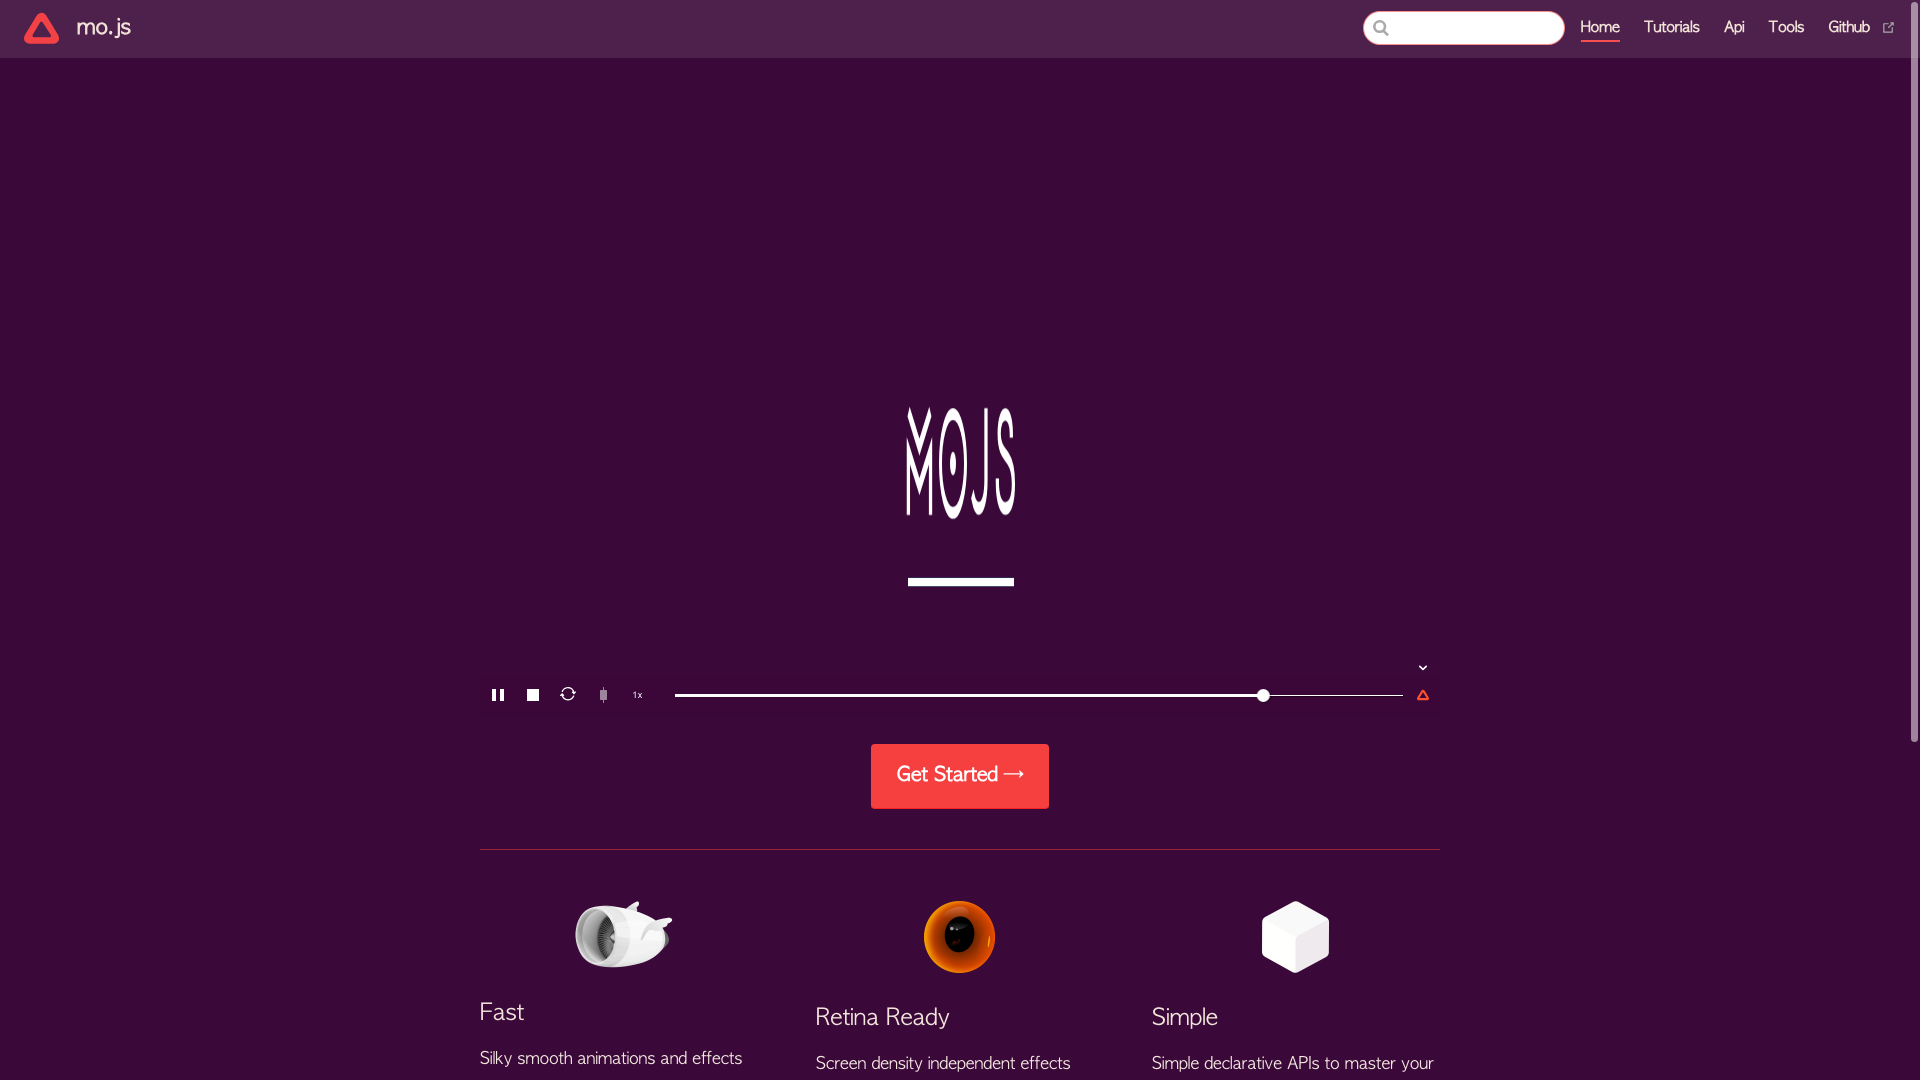 mo.js
Home Tutorials Api Tools Github
MOJS
1x
Get Started →
Fast
Silky smooth animations and effects
Retina Ready
Screen density independent effects
Simple
Simple declarative APIs to master your